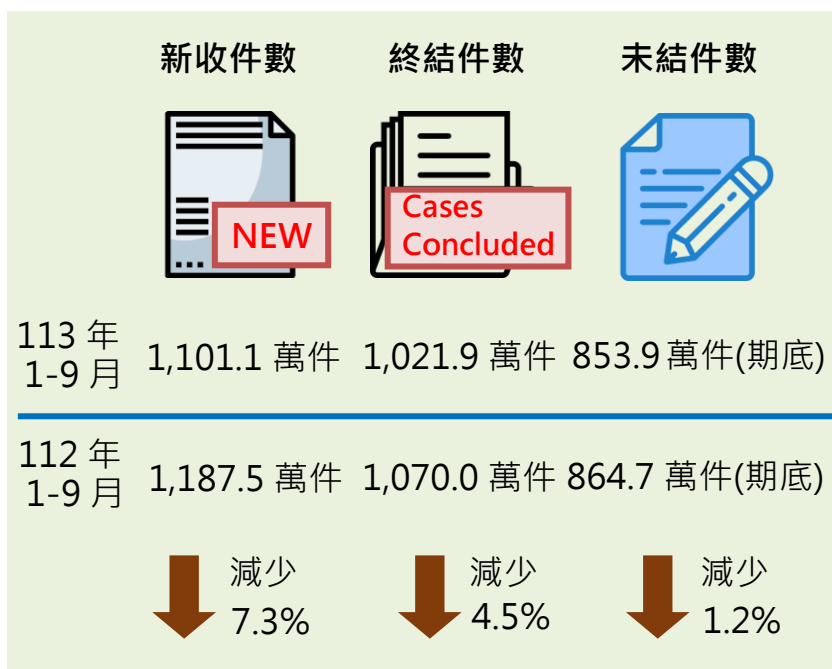 新收件數 終結件數 未結件數
NEW
Cases
Concluded
113 年
1-9 月
1,101.1 萬件 1,021.9 萬件 853.9 萬件(期底)
112 年
1-9 月
1,187.5 萬件 1,070.0 萬件 864.7 萬件(期底)
減少 減少 減少
7.3% 4.5% 1.2%